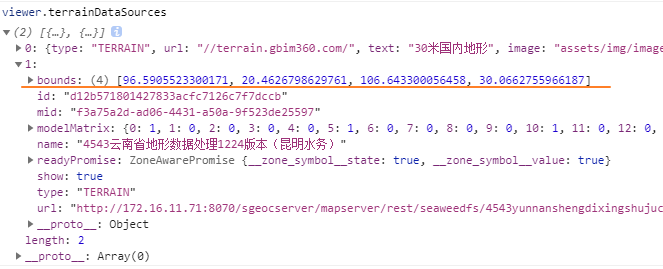 viewer.terrainDataSources
(2) [{…}, {…}]
0: {type: "TERRAIN", url: "//terrain.gbim360.com/", text: "30米国内地形", image: "assets/img/image
1:
bounds: (4) [96.5905523300171, 20.4626798629761, 106.643300056458, 30.0662755966187]
id: "d12b571801427833acfc7126c7f7dccb"
mid: "f3a75a2d-ad06-4431-a50a-9f523de25597"
modelMatrix: {0: 1, 1: 0, 2: 0, 3: 0, 4: 0, 5: 1, 6: 0, 7: 0, 8: 0, 9: 0, 10: 1, 11: 0, 12: 0,
name: "4543云南省地形数据处理1224版本（昆明水务）"
readyPromise: ZoneAwarePromise {__zone_symbol__state: true, __zone_symbol__value: true}
show: true
type: "TERRAIN"
url: "http://172.16.11.71:8070/sgeocserver/mapserver/rest/seaweedfs/4543yunnanshengdixingshujuc
__proto__: Object
length: 2
__proto__: Array(0)